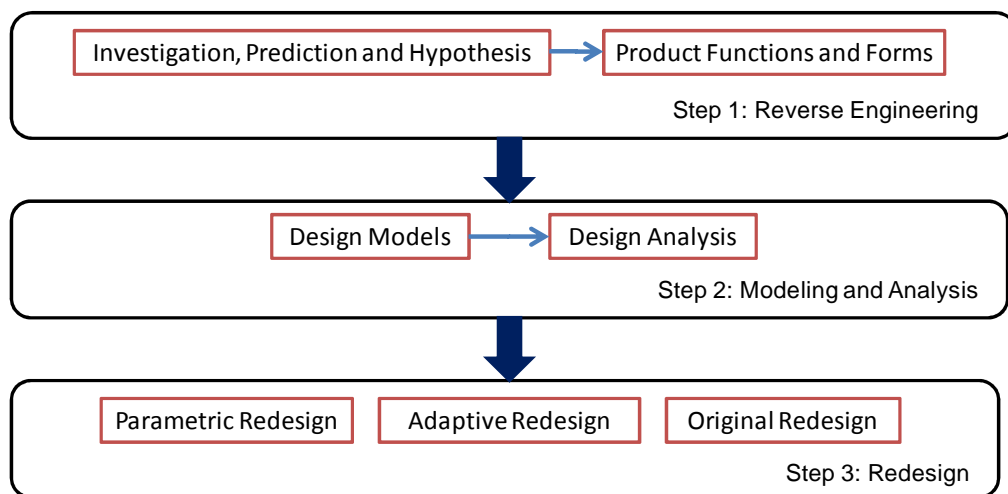 Investigation, Prediction and Hypothesis
Product Functions and Forms
Step 1: Reverse Engineering
Design Models
Design Analysis
Step 2: Modeling and Analysis
Parametric Redesign
Adaptive Redesign
Original Redesign
Step 3: Redesign